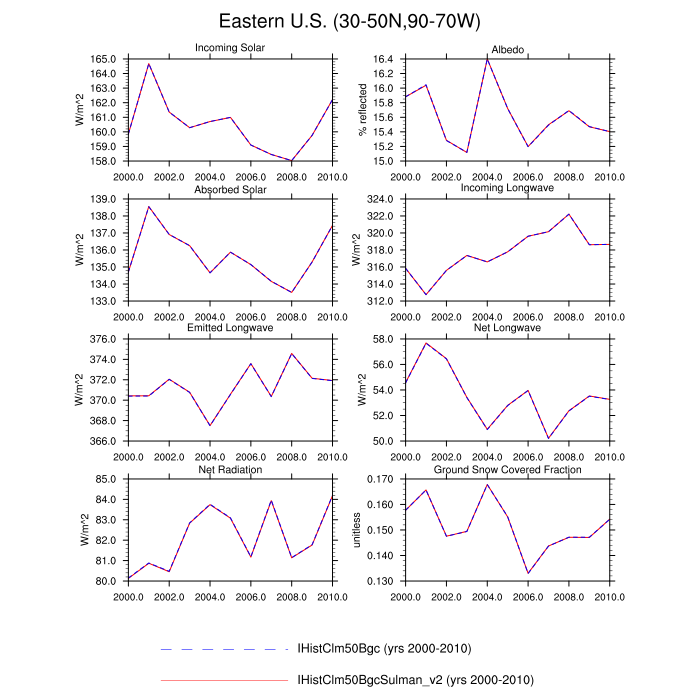 Eastern U.S. (30-50N,90-70W)
Incoming Solar
165.0
164.0
163.0
162.0
161.0
160.0
159.0
158.0
W/m^2
2000.0 2002.0 2004.0 2006.0 2008.0 2010.0
Albedo
16.4
16.2
16.0
15.8
15.6
15.4
15.2
15.0
% reflected
2000.0 2002.0 2004.0 2006.0 2008.0 2010.0
Absorbed Solar
139.0
138.0
137.0
136.0
135.0
134.0
133.0
W/m^2
2000.0 2002.0 2004.0 2006.0 2008.0 2010.0
Incoming Longwave
324.0
322.0
320.0
318.0
316.0
314.0
312.0
W/m^2
2000.0 2002.0 2004.0 2006.0 2008.0 2010.0
Emitted Longwave
376.0
374.0
372.0
370.0
368.0
366.0
W/m^2
2000.0 2002.0 2004.0 2006.0 2008.0 2010.0
Net Longwave
58.0
56.0
54.0
52.0
50.0
W/m^2
2000.0 2002.0 2004.0 2006.0 2008.0 2010.0
Net Radiation
85.0
84.0
83.0
82.0
81.0
80.0
W/m^2
2000.0 2002.0 2004.0 2006.0 2008.0 2010.0
Ground Snow Covered Fraction
0.170
0.160
0.150
0.140
0.130
unitless
2000.0 2002.0 2004.0 2006.0 2008.0 2010.0
IHistClm50Bgc (yrs 2000-2010)
IHistClm50BgcSulman_v2 (yrs 2000-2010)